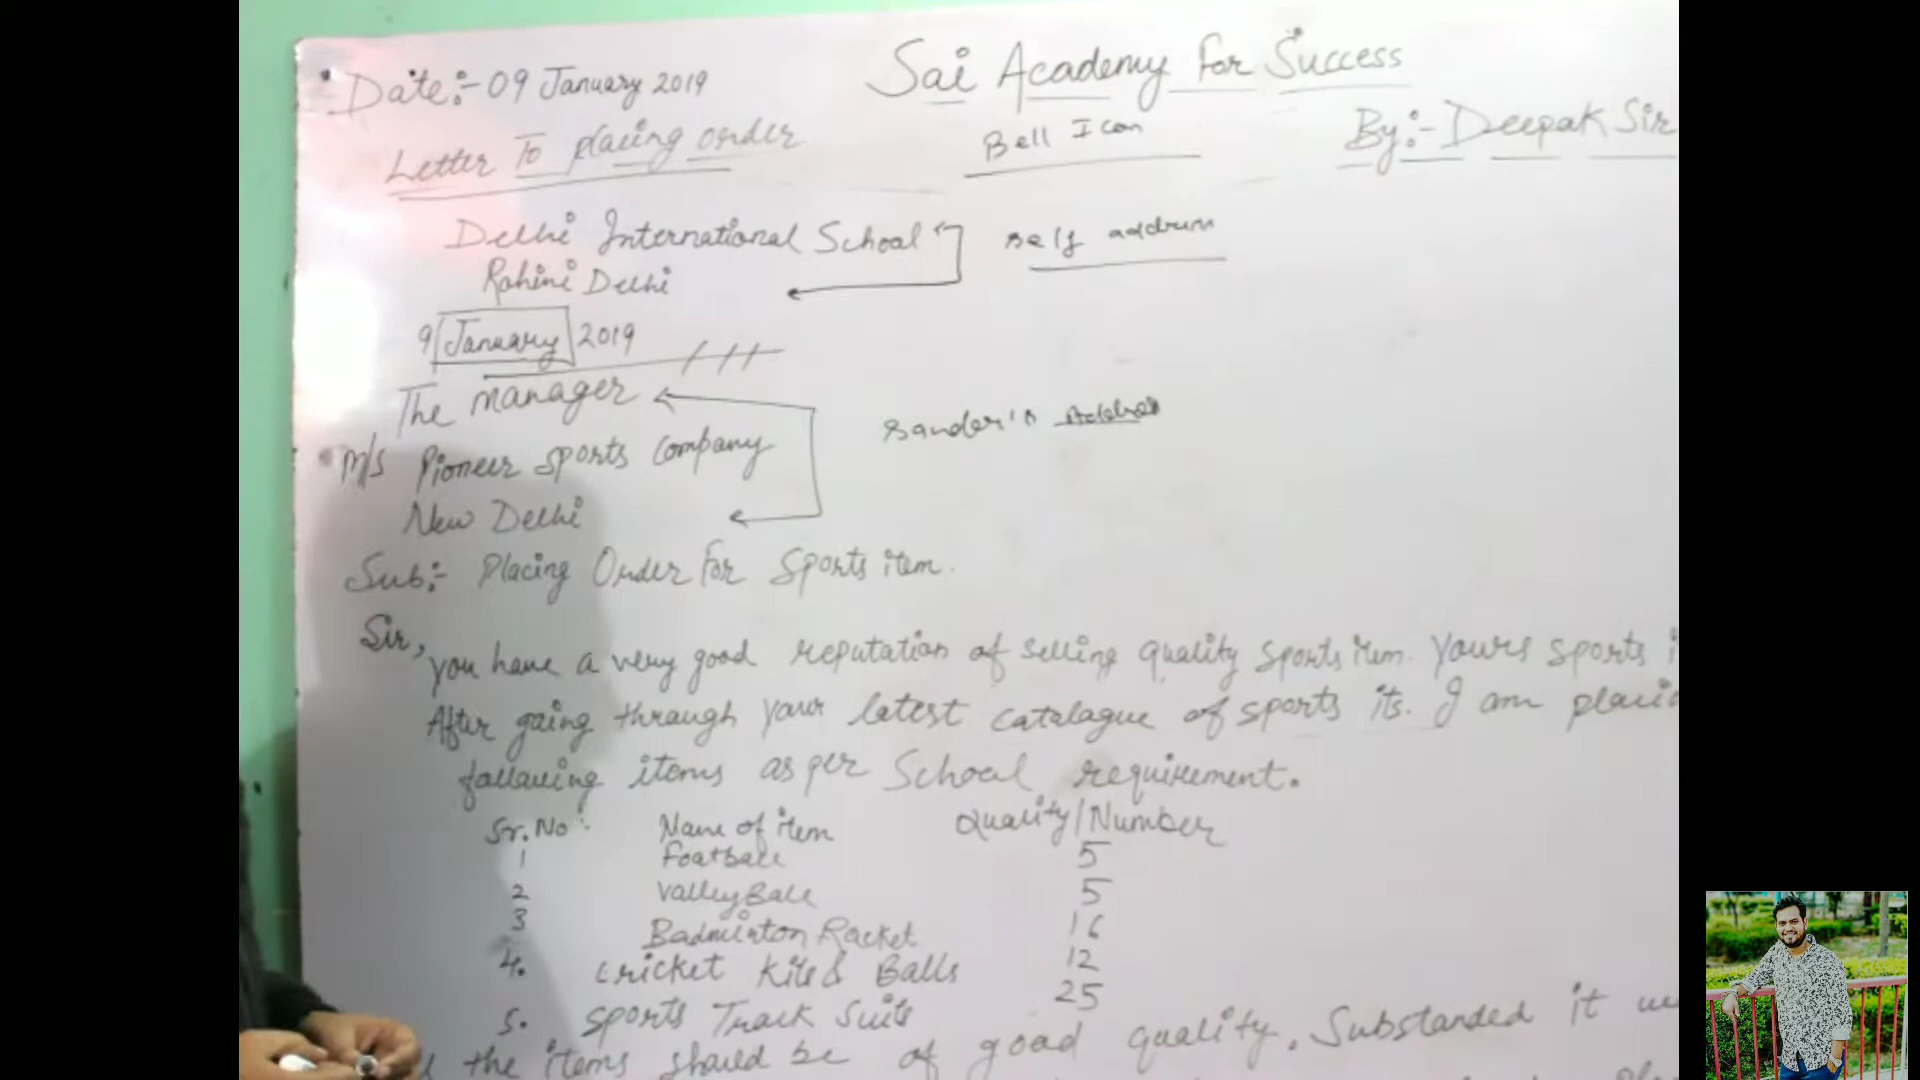 Date:- 09 January 2019
Sai Academy For Success
Letter To placing order
Bell Icon
By:- Deepak Sir
Delhi International School
self address
Rohini Delhi
9 January 2019
The manager
Sander's Address
M/s Pioneer sports Company
New Delhi
Sub:- Placing Order For Sports item.
Sir,
you have a very good reputation of selling quality sports item. Yours sports
After going through your latest catalogue of sports its. I am
following items as per School requirement.
Sr. No. Name of item Quality/Number
1 Football 5
2 Valley Ball 5
3 Badminton Racket 16
4. Cricket Kits & Balls 12
5. Sports Track Suits 25
the items should be of good quality. Substanded it